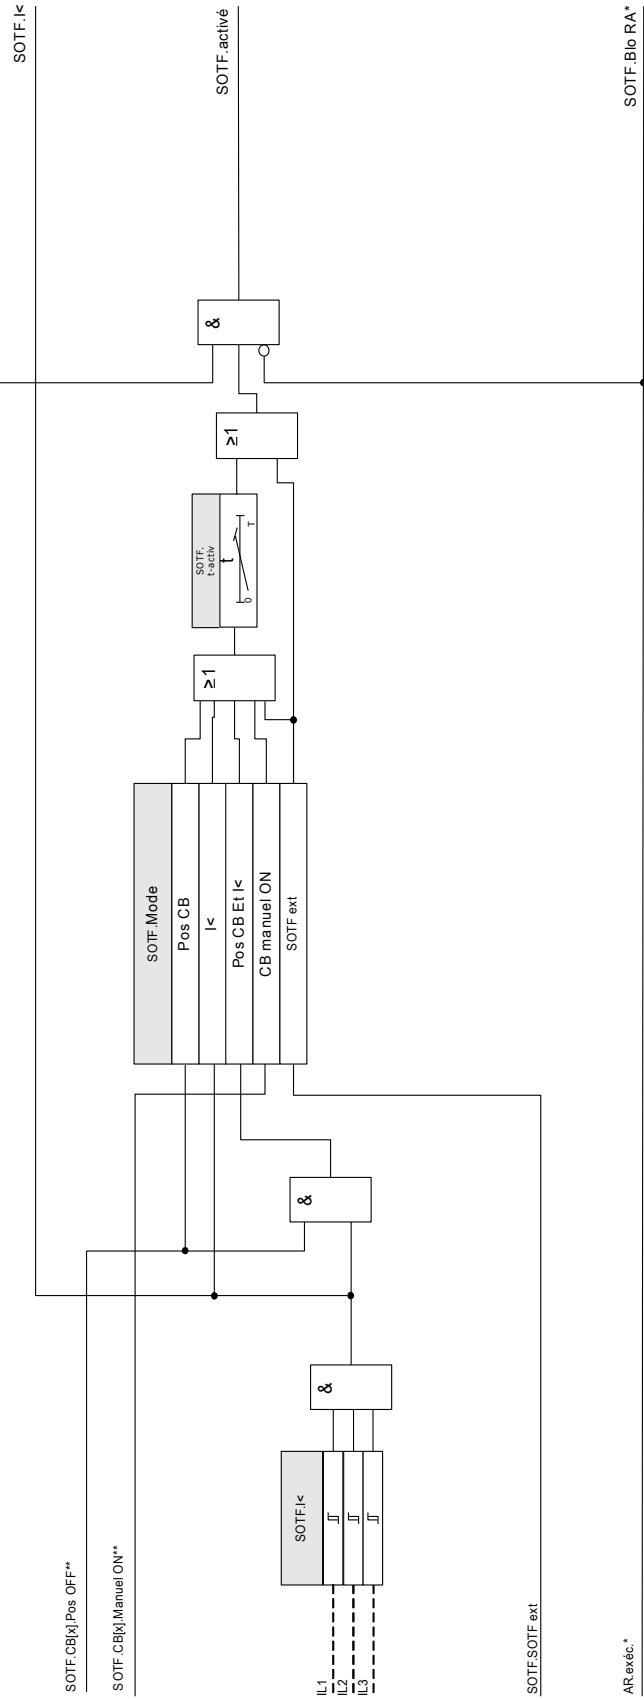 SOTF.CB[x].Pos OFF**
SOTF.CB[x].Manuel ON**
IL1
IL2
IL3
SOTF.SOTF ext
AR.exéc.*
SOTF.I<
&
&
SOTF.Mode
Pos CB
I<
Pos CB Et I<
CB manuel ON
SOTF ext
≥1
SOTF.
t-activ
t
0
T
≥1
&
SOTF.I<
SOTF.activé
SOTF.Blo RA*